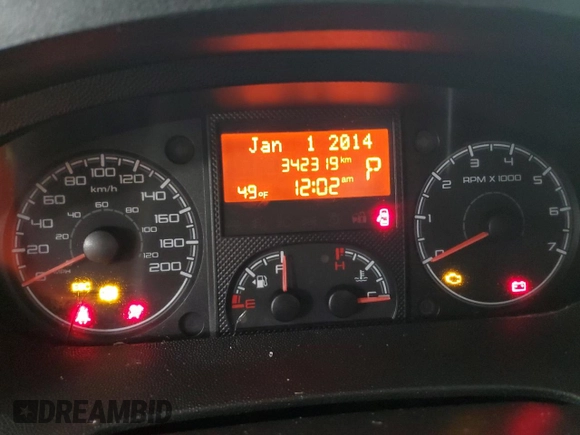 Jan 1 2014
342319 km
P
49°F 12:02 am
0 20 40 60 80 100 120 140 160 180 200
km/h
20 40 60 80 100 120
E H C
0 1 2 3 4 5 6 7
RPM X 1000
DREAMBID